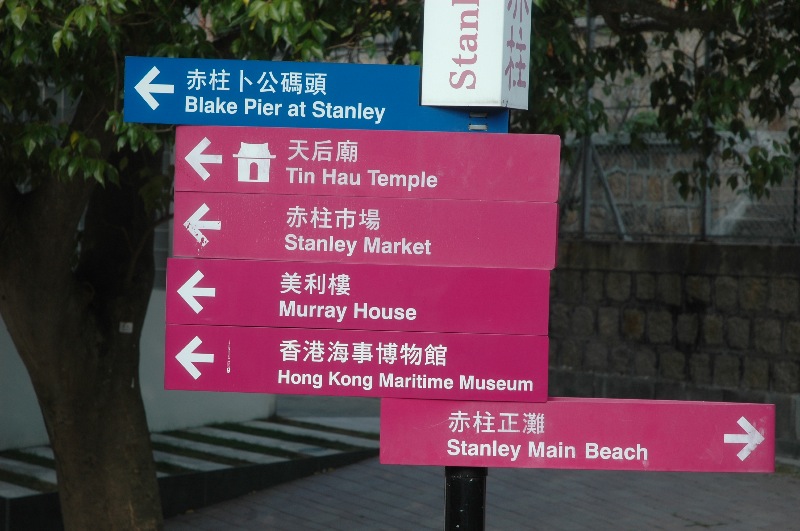 Stanl
赤柱
赤柱卜公碼頭
Blake Pier at Stanley
天后廟
Tin Hau Temple
赤柱市場
Stanley Market
美利樓
Murray House
香港海事博物館
Hong Kong Maritime Museum
赤柱正灘
Stanley Main Beach